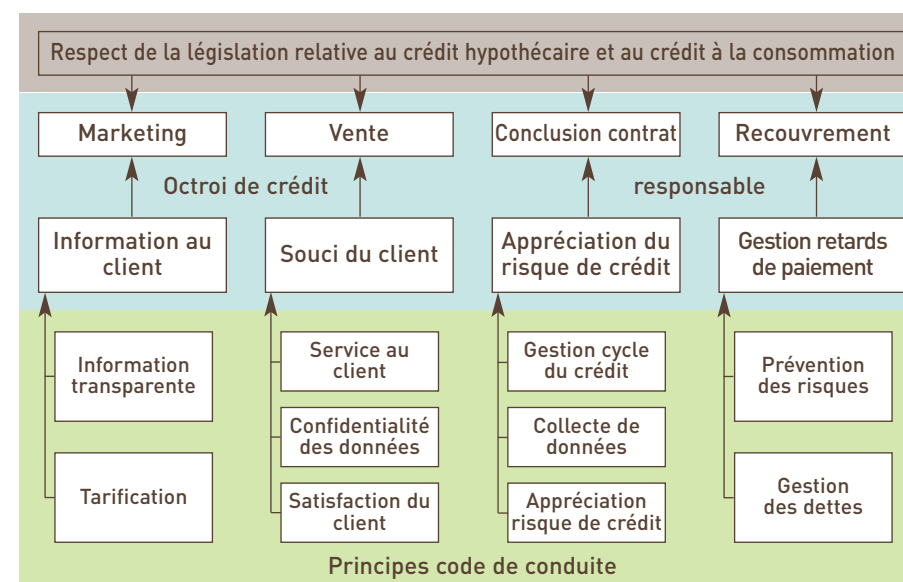 Respect de la législation relative au crédit hypothécaire et au crédit à la consommation
Marketing
Vente
Conclusion contrat
Recouvrement
Octroi de crédit
responsable
Information au
client
Souci du client
Appréciation du
risque de crédit
Gestion retards
de paiement
Information
transparente
Service au
client
Gestion cycle
du crédit
Prévention
des risques
Confidentialité
des données
Collecte de
données
Tarification
Satisfaction du
client
Appréciation
risque de crédit
Gestion
des dettes
Principes code de conduite